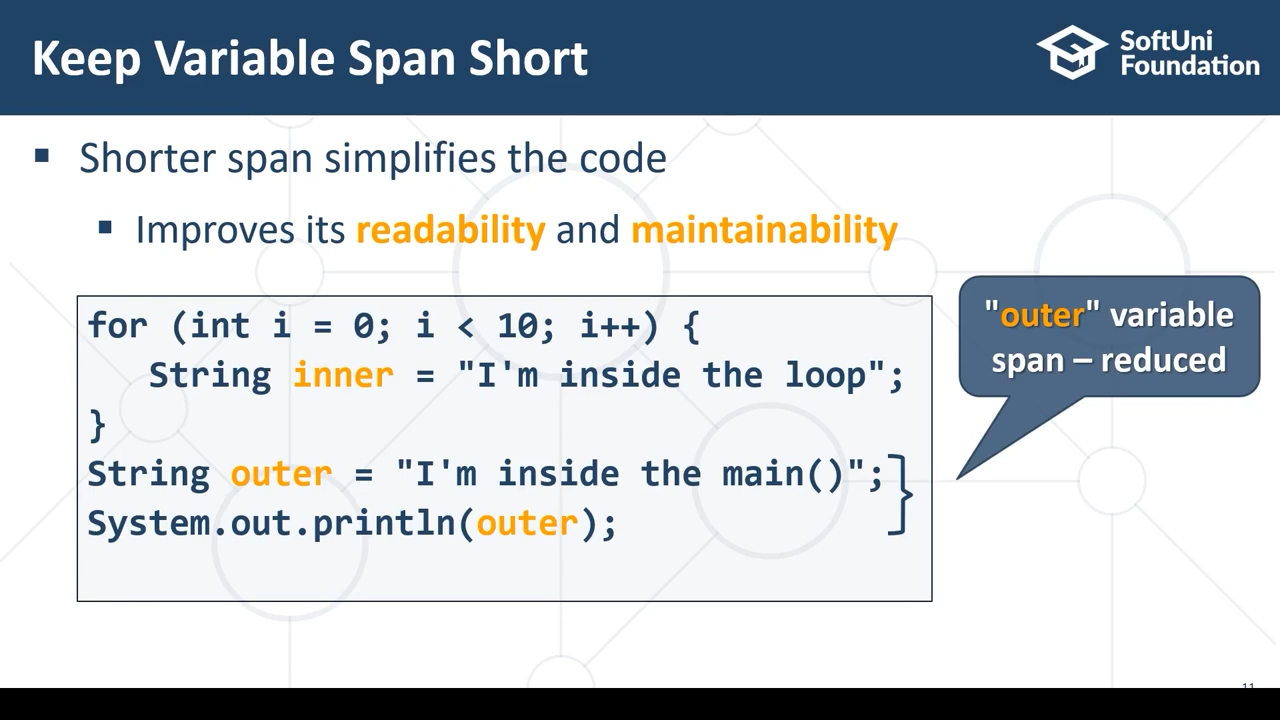 Keep Variable Span Short
SoftUni
Foundation
▪ Shorter span simplifies the code
▪ Improves its readability and maintainability
for (int i = 0; i < 10; i++) {
   String inner = "I'm inside the loop";
}
String outer = "I'm inside the main()";
System.out.println(outer);
"outer" variable
span – reduced
11